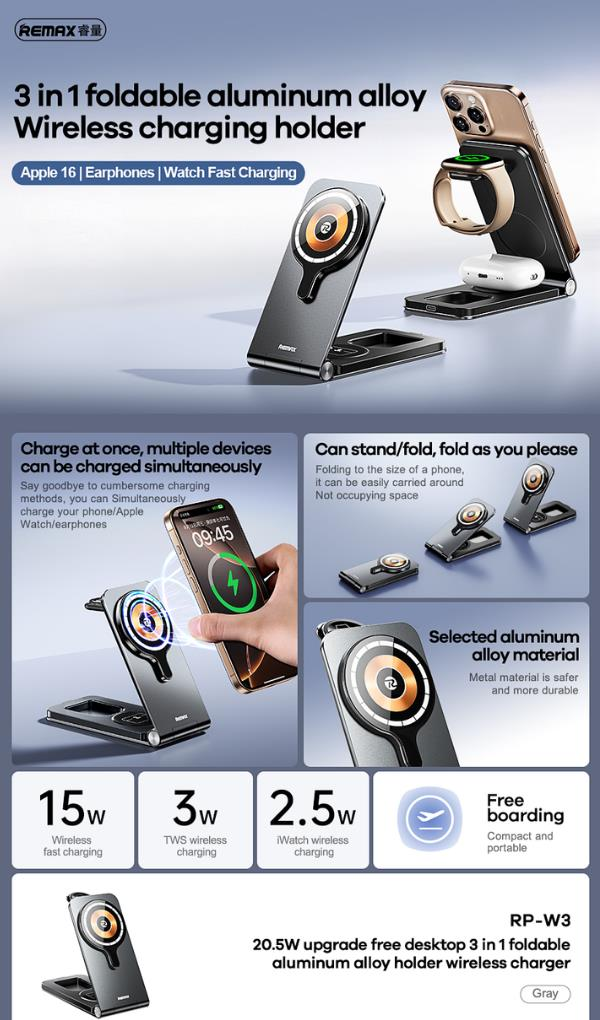 REMAX 睿量
3 in 1 foldable aluminum alloy
Wireless charging holder
Apple 16 | Earphones | Watch Fast Charging
REMAX
Charge at once, multiple devices
can be charged simultaneously
Say goodbye to cumbersome charging
methods, you can Simultaneously
charge your phone/Apple
Watch/earphones
09:45
REMAX
Can stand/fold, fold as you please
Folding to the size of a phone,
it can be easily carried around
Not occupying space
Selected aluminum
alloy material
Metal material is safer
and more durable
15W
Wireless
fast charging
3W
TWS wireless
charging
2.5W
iWatch wireless
charging
Free
boarding
Compact and
portable
RP-W3
20.5W upgrade free desktop 3 in 1 foldable
aluminum alloy holder wireless charger
Gray